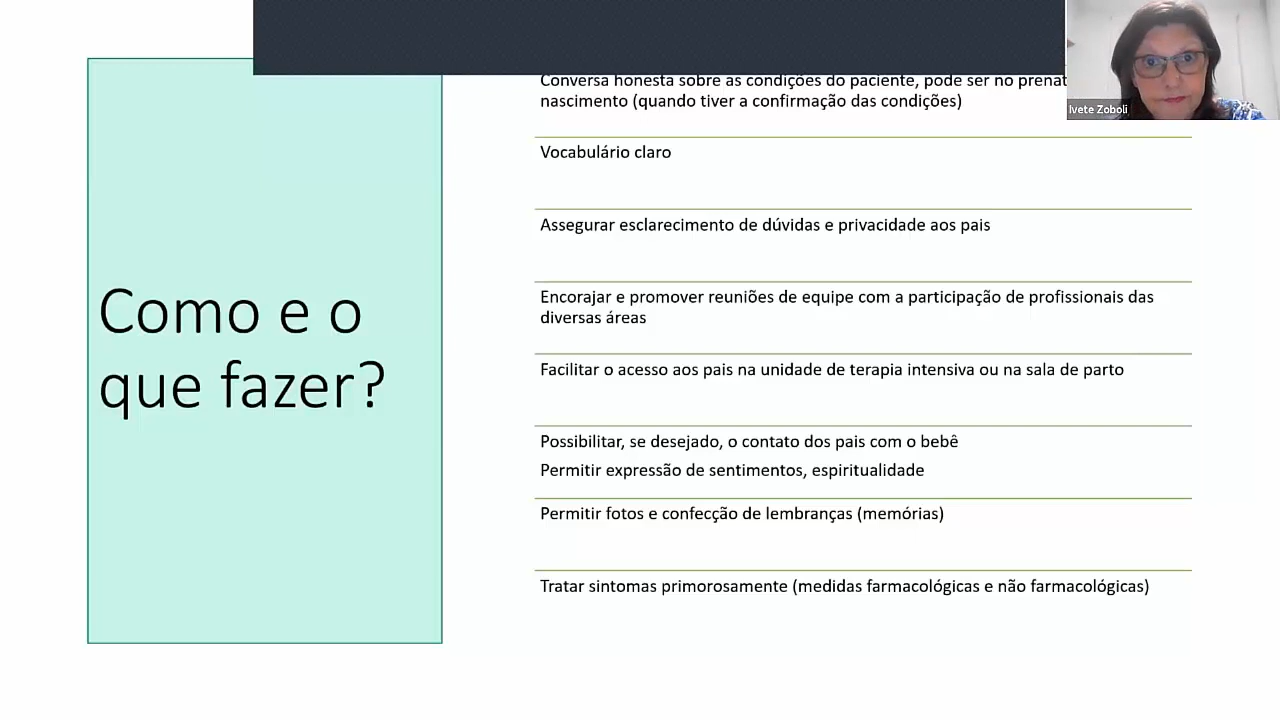 Como e o
que fazer?
Conversa honesta sobre as condições do paciente, pode ser no
nascimento (quando tiver a confirmação das condições)
Vocabulário claro
Assegurar esclarecimento de dúvidas e privacidade aos pais
Encorajar e promover reuniões de equipe com a participação de profissionais das
diversas áreas
Facilitar o acesso aos pais na unidade de terapia intensiva ou na sala de parto
Possibilitar, se desejado, o contato dos pais com o bebê
Permitir expressão de sentimentos, espiritualidade
Permitir fotos e confecção de lembranças (memórias)
Tratar sintomas primorosamente (medidas farmacológicas e não farmacológicas)
Ivete Zoboli